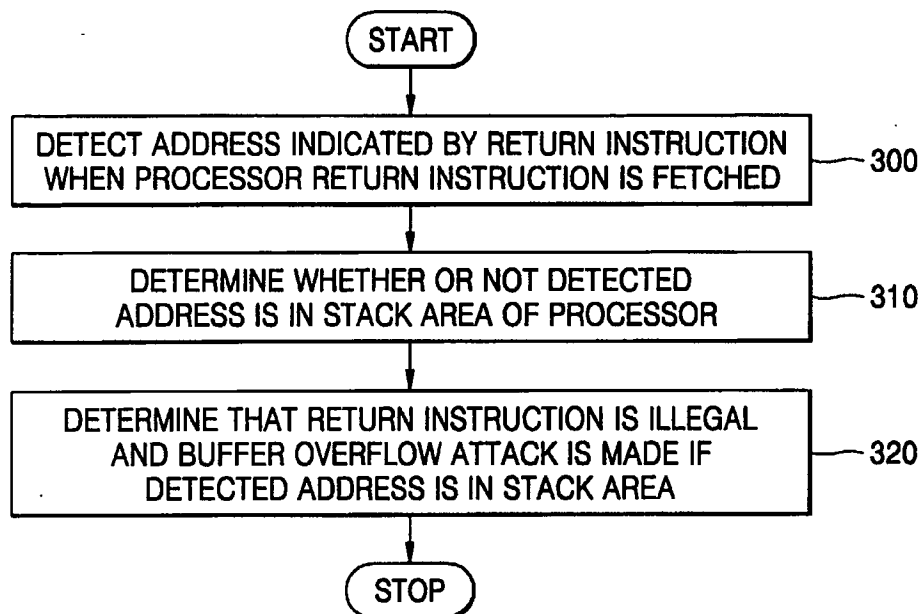 START
DETECT ADDRESS INDICATED BY RETURN INSTRUCTION
WHEN PROCESSOR RETURN INSTRUCTION IS FETCHED
300
DETERMINE WHETHER OR NOT DETECTED
ADDRESS IS IN STACK AREA OF PROCESSOR
310
DETERMINE THAT RETURN INSTRUCTION IS ILLEGAL
AND BUFFER OVERFLOW ATTACK IS MADE IF
DETECTED ADDRESS IS IN STACK AREA
320
STOP